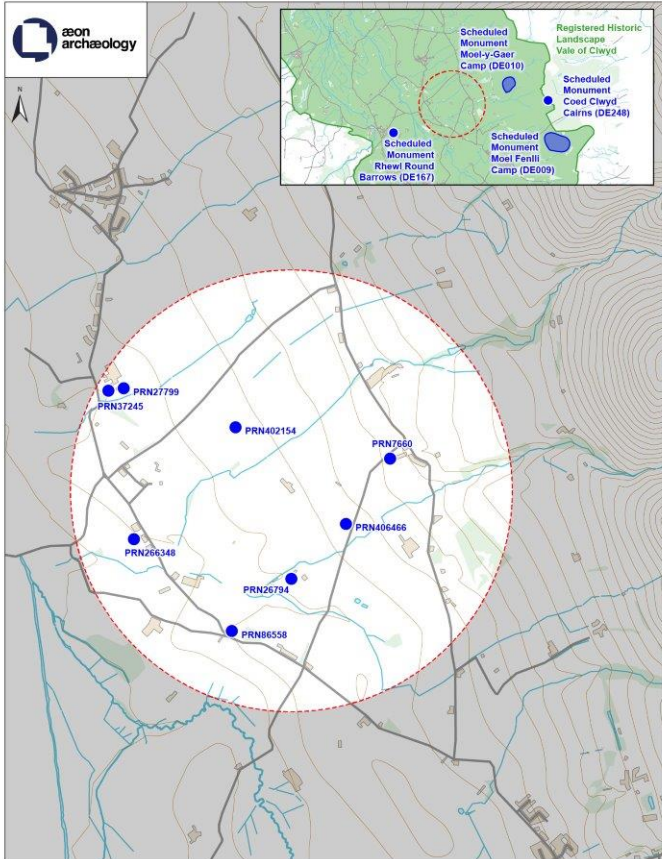 æon
archæology
N
Scheduled
Monument
Moel-y-Gaer
Camp (DE010)
Registered Historic
Landscape
Vale of Clwyd
Scheduled
Monument
Coed Clwyd
Cairns (DE248)
Scheduled
Monument
Rhewl Round
Barrows (DE167)
Scheduled
Monument
Moel Fenlli
Camp (DE009)
PRN27799
PRN37245
PRN402154
PRN7660
PRN406466
PRN266348
PRN26794
PRN86558